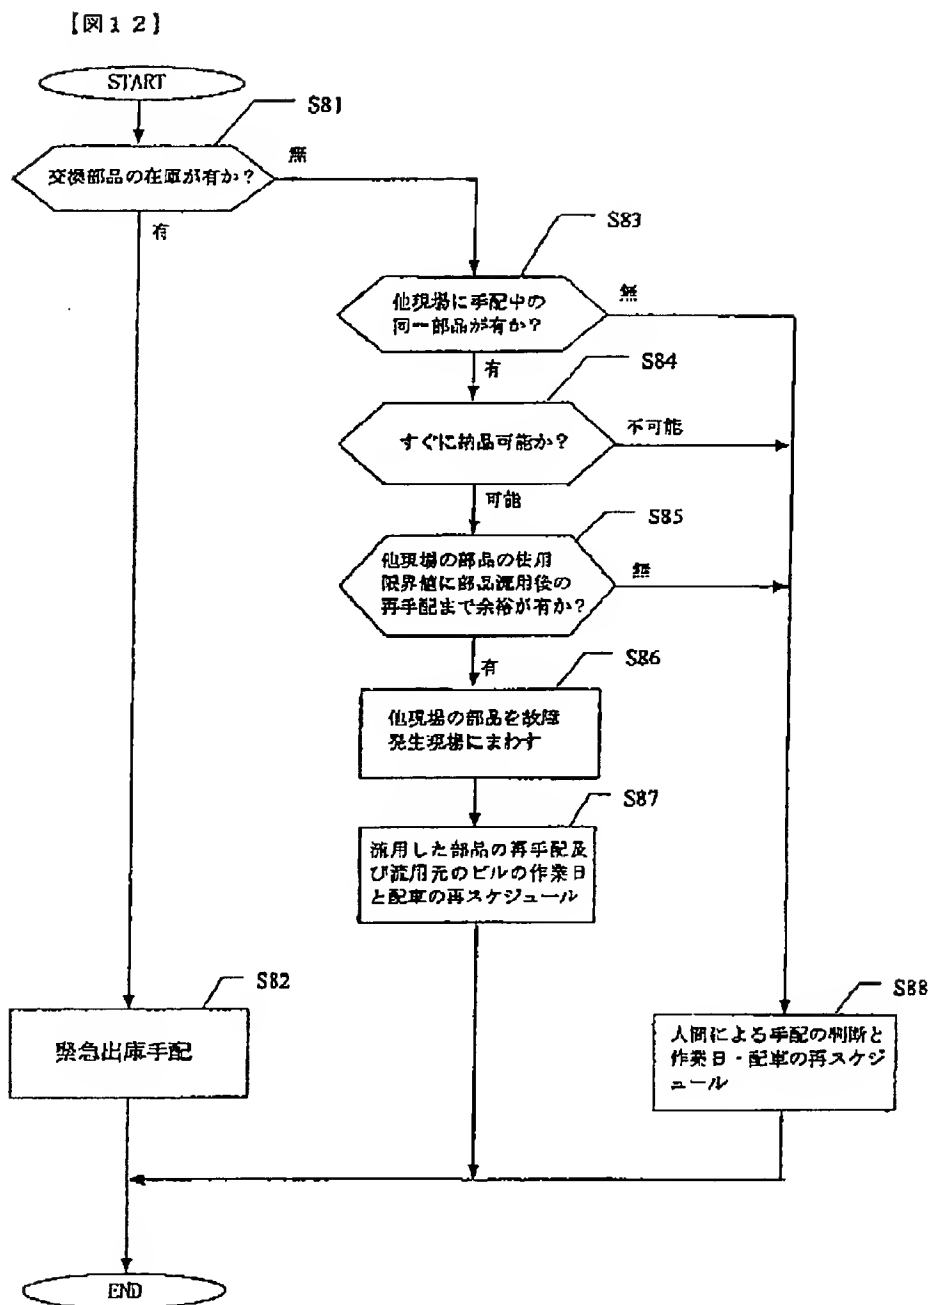 【図12】
START
S81
交換部品の在庫が有か?
無
有
S83
他現場に手配中の
同一部品が有か?
無
有
S84
すぐに納品可能か?
不可能
可能
S85
他現場の部品の使用
限界値に部品流用後の
再手配まで余裕が有か?
無
有
S86
他現場の部品を故障
発生現場にまわす
S87
流用した部品の再手配及
び流用元のビルの作業日
と配車の再スケジュール
S82
緊急出庫手配
S88
人間による手配の判断と
作業日・配車の再スケジ
ュール
END